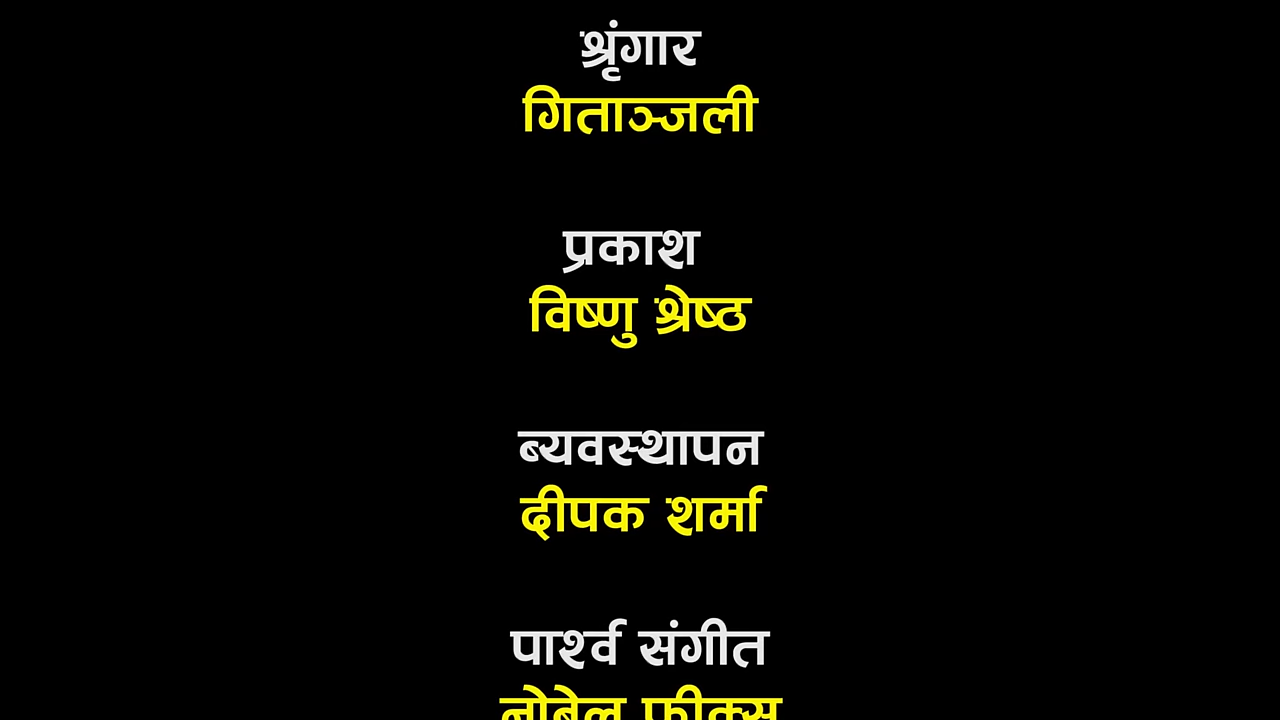 श्रृंगार
गिताञ्जली
प्रकाश
विष्णु श्रेष्ठ
ब्यवस्थापन
दीपक शर्मा
पार्श्व संगीत
नोबेल फीक्स